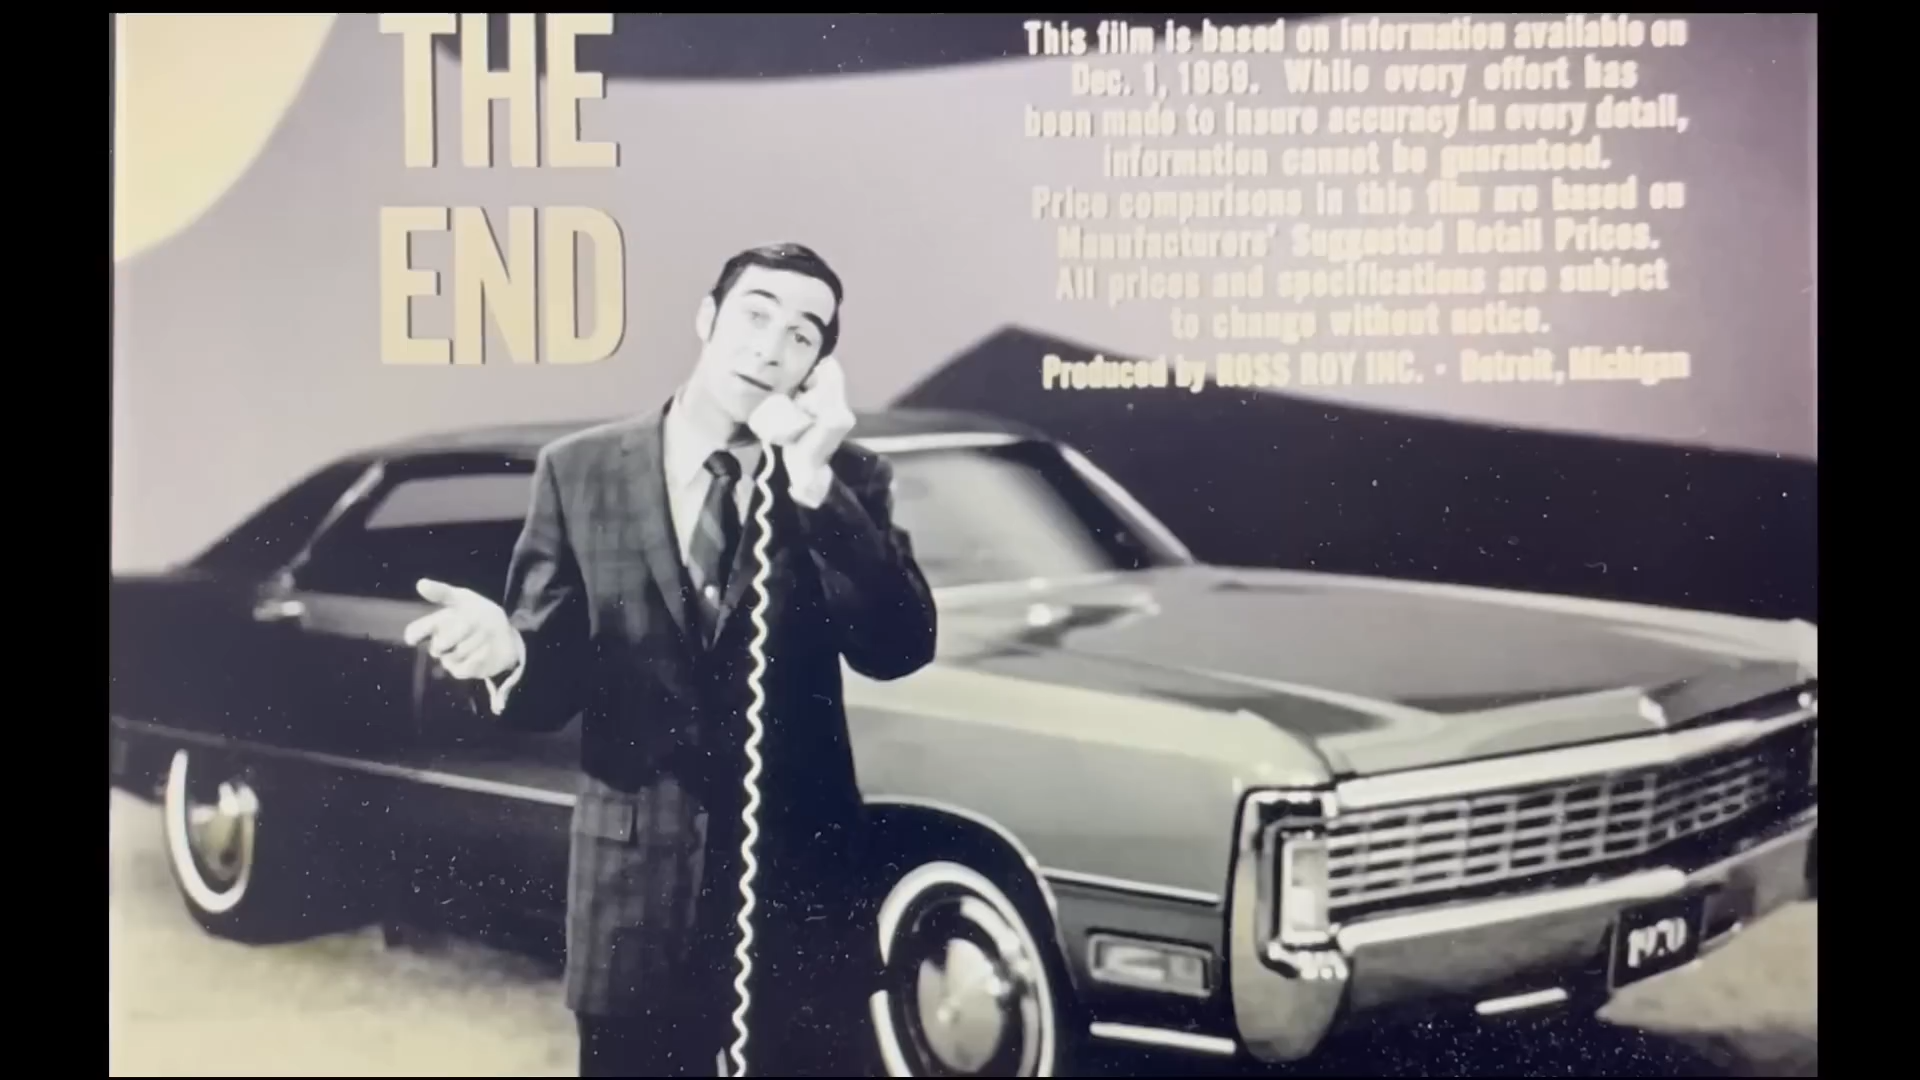 THE
END
This film is based on information available on
Dec. 1, 1969. While every effort has
been made to insure accuracy in every detail,
information cannot be guaranteed.
Price comparisons in this film are based on
Manufacturers' Suggested Retail Prices.
All prices and specifications are subject
to change without notice.
Produced by ROSS ROY INC. · Detroit, Michigan
1970